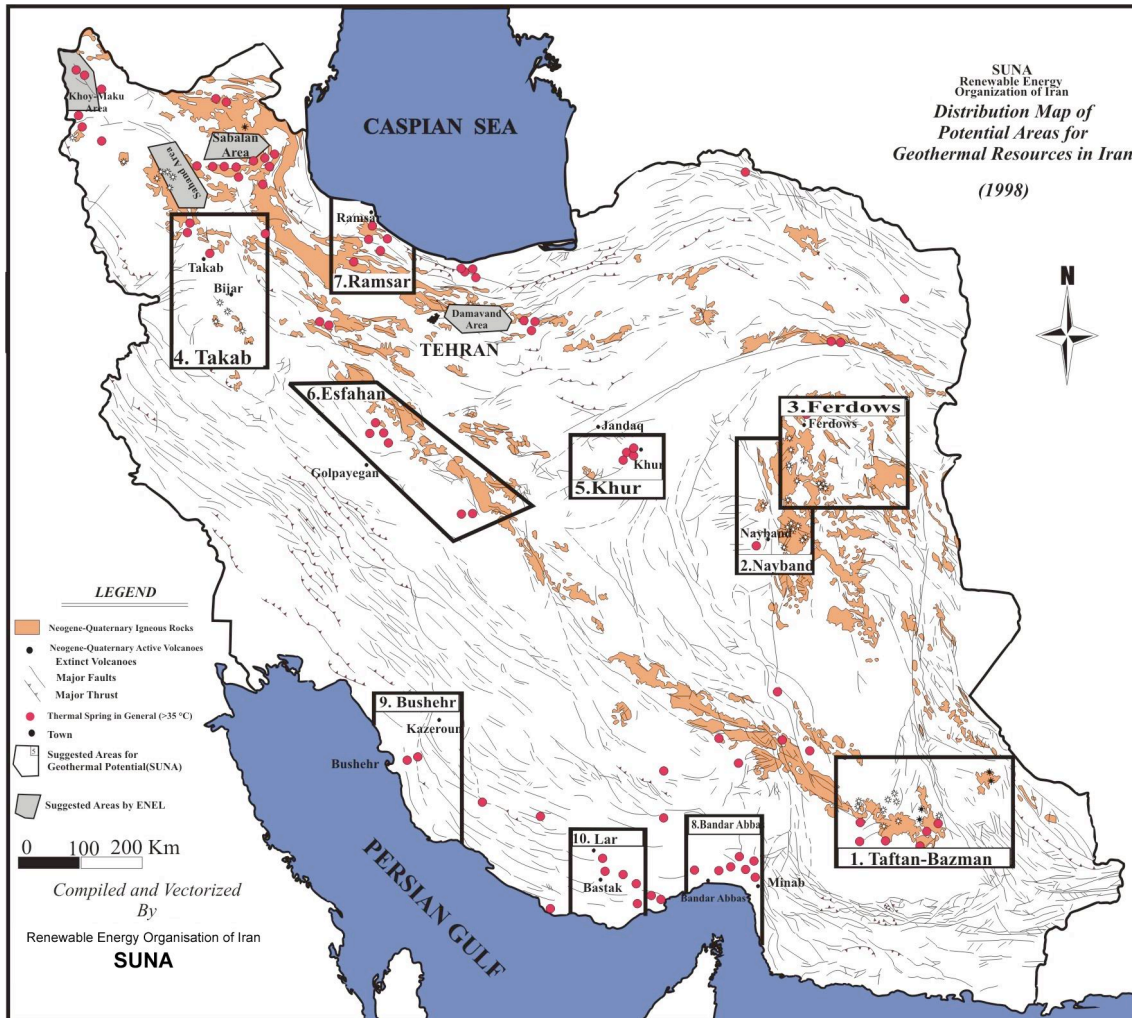 SUNA
Renewable Energy
Organization of Iran
Distribution Map of
Potential Areas for
Geothermal Resources in Iran
(1998)
CASPIAN SEA
Khoy-Maku
Area
Sabalan
Area
Sahand Area
Ramsar
7.Ramsar
Takab
Bijar
4. Takab
Damavand
Area
TEHRAN
N
6.Esfahan
Golpayegan
Jandaq
Khur
5.Khur
3.Ferdows
Ferdows
Nayband
2.Nayband
LEGEND
Neogene-Quaternary Igneous Rocks
Neogene-Quaternary Active Volcanoes
Extinct Volcanoes
Major Faults
Major Thrust
Thermal Spring in General (>35 °C)
Town
5.
Suggested Areas for
Geothermal Potential(SUNA)
Suggested Areas by ENEL
0 100 200 Km
Compiled and Vectorized
By
Renewable Energy Organisation of Iran
SUNA
9. Bushehr
Kazeroun
Bushehr
PERSIAN GULF
10. Lar
Bastak
8.Bandar Abba
Bandar Abbas
Minab
1. Taftan-Bazman